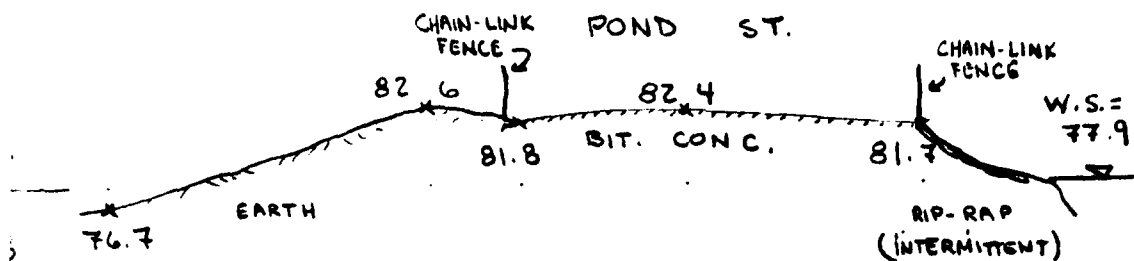 CHAIN-LINK FENCE
POND ST.
CHAIN-LINK FENCE
82.6
82.4
W.S.= 77.9
81.8
BIT. CONC.
81.7
EARTH
76.7
RIP-RAP
(INTERMITTENT)